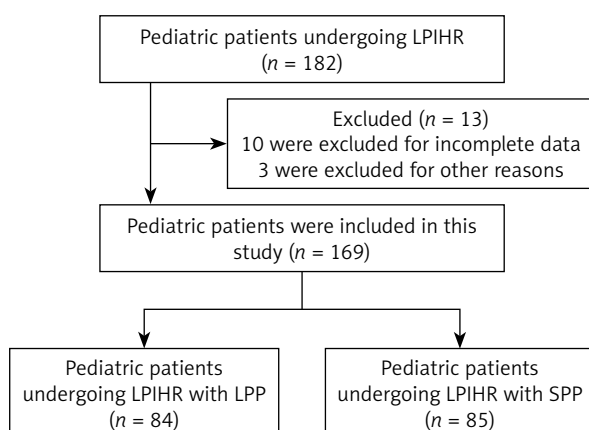 Pediatric patients undergoing LPIHR
(n = 182)
Excluded (n = 13)
10 were excluded for incomplete data
3 were excluded for other reasons
Pediatric patients were included in this
study (n = 169)
Pediatric patients
undergoing LPIHR with LPP
(n = 84)
Pediatric patients
undergoing LPIHR with SPP
(n = 85)